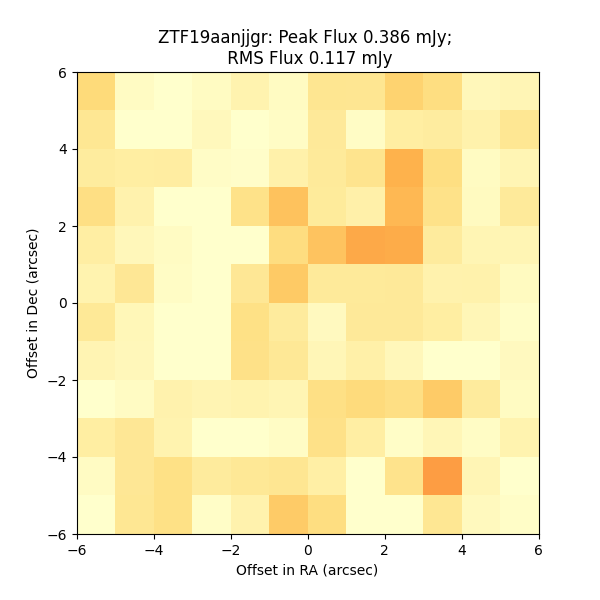 ZTF19aanjjgr: Peak Flux 0.386 mJy;
RMS Flux 0.117 mJy
6
4
2
0
−2
−4
−6
Offset in Dec (arcsec)
−6 −4 −2 0 2 4 6
Offset in RA (arcsec)